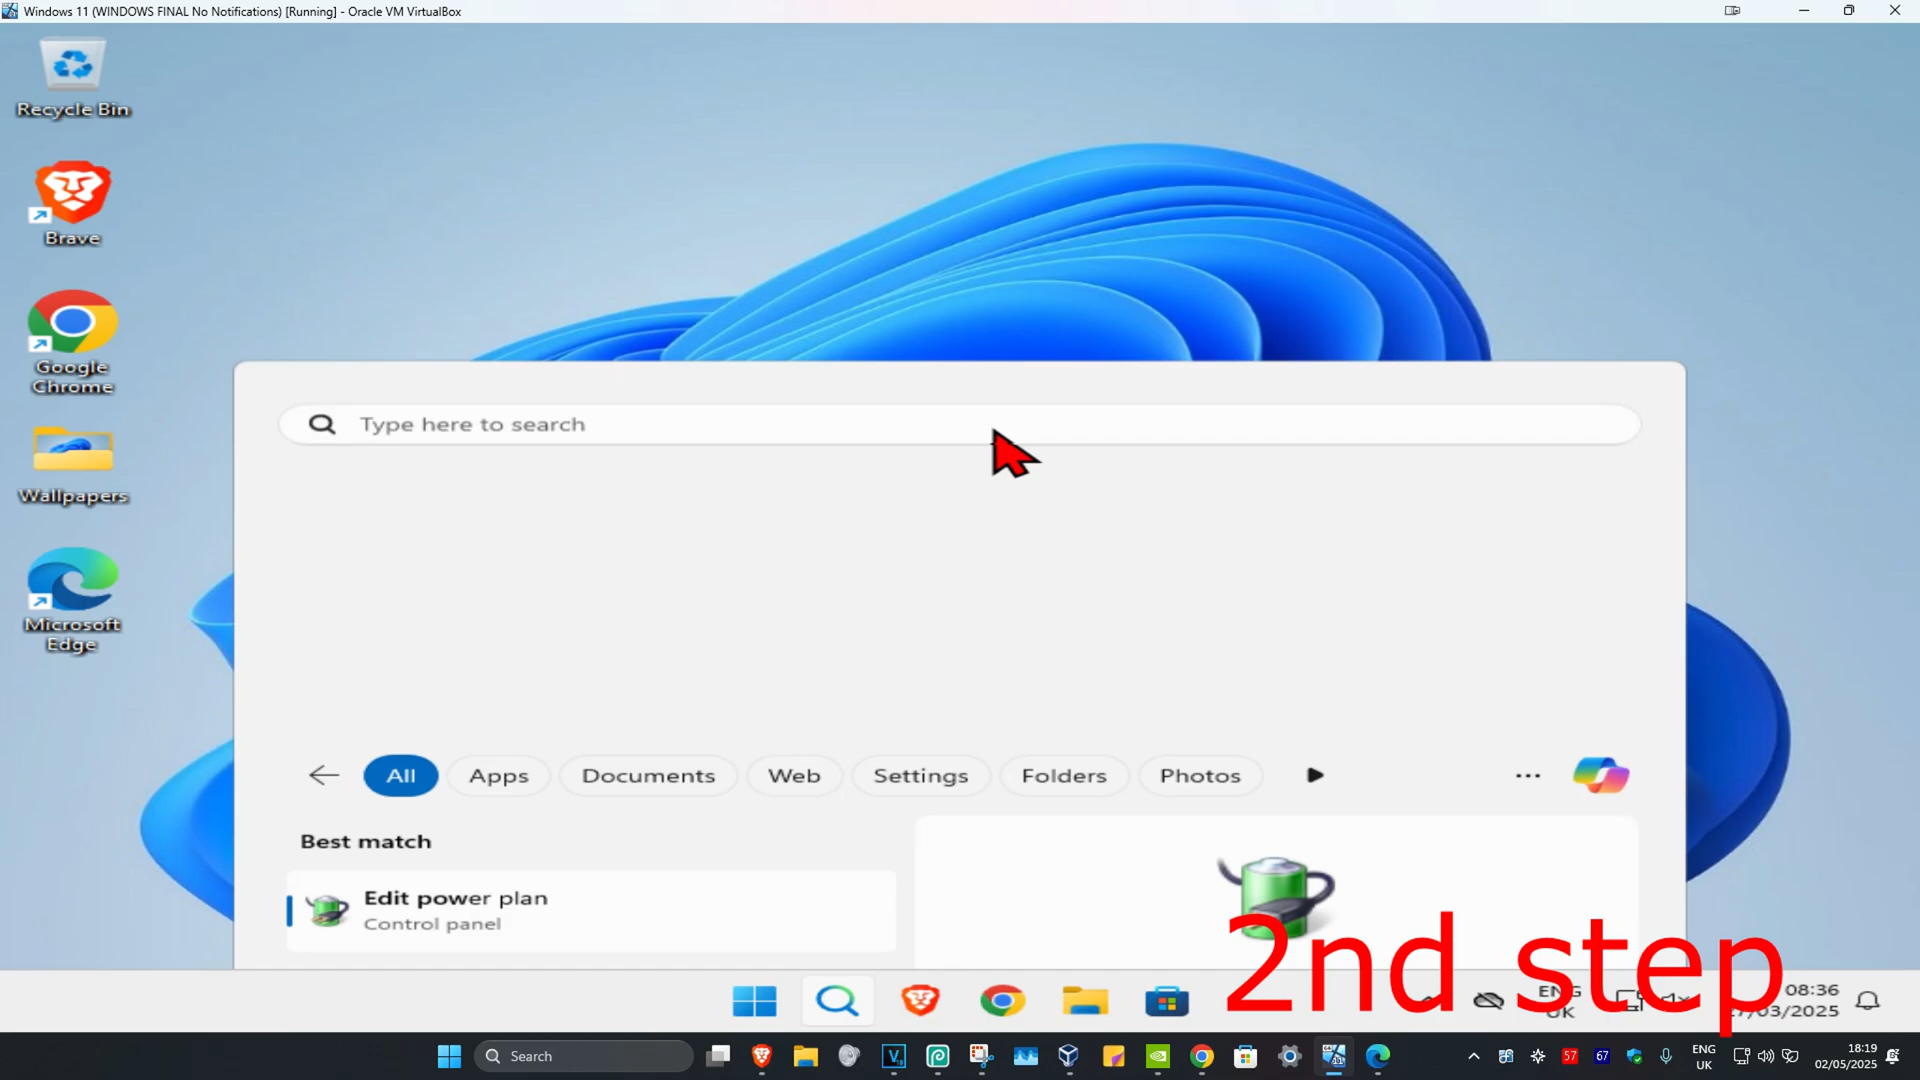 Windows 11 (WINDOWS FINAL No Notifications) [Running] - Oracle VM VirtualBox
Recycle Bin
Brave
Google
Chrome
Wallpapers
Microsoft
Edge
Type here to search
All
Apps
Documents
Web
Settings
Folders
Photos
Best match
Edit power plan
Control panel
2nd step
ENG
UK
08:36
27/03/2025
Search
57
67
ENG
UK
18:19
02/05/2025